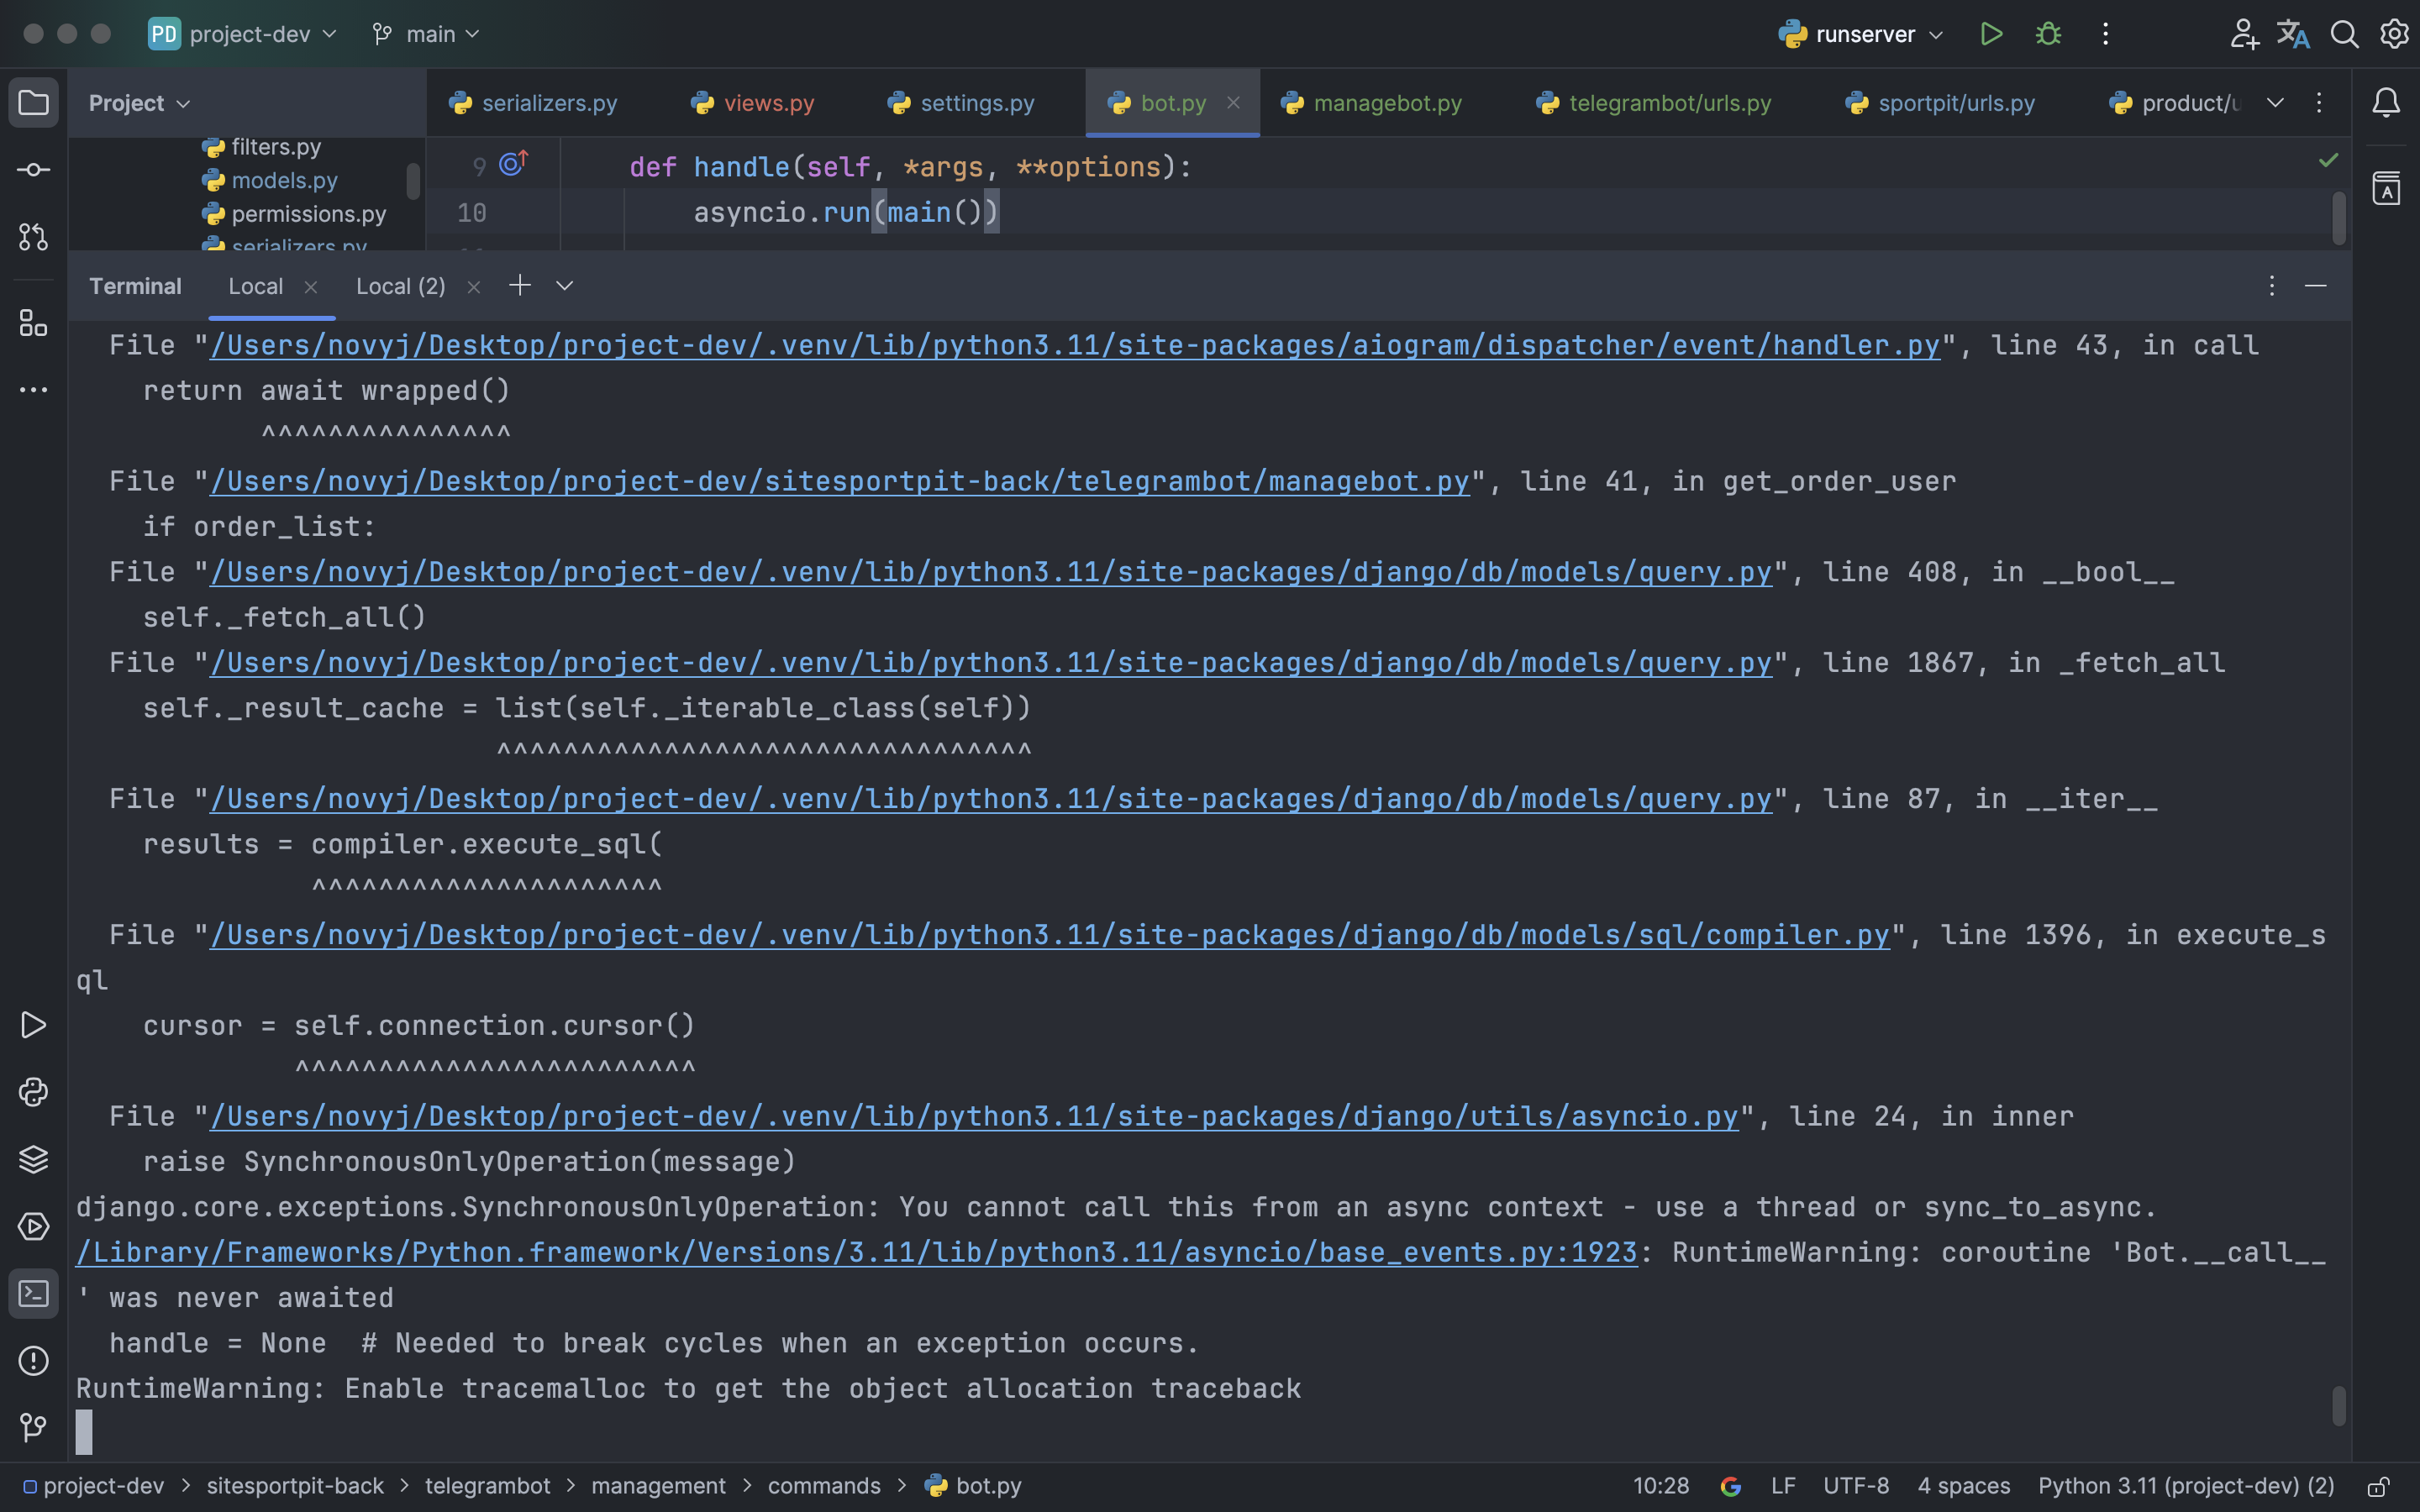 PD project-dev main runserver
Project serializers.py views.py settings.py bot.py managebot.py telegrambot/urls.py sportpit/urls.py product/u
filters.py
models.py
permissions.py
serializers.py
9 def handle(self, *args, **options):
10 asyncio.run(main())
Terminal Local Local (2)
File "/Users/novyj/Desktop/project-dev/.venv/lib/python3.11/site-packages/aiogram/dispatcher/event/handler.py", line 43, in call
return await wrapped()
^^^^^^^^^^^^^^^
File "/Users/novyj/Desktop/project-dev/sitesportpit-back/telegrambot/managebot.py", line 41, in get_order_user
if order_list:
File "/Users/novyj/Desktop/project-dev/.venv/lib/python3.11/site-packages/django/db/models/query.py", line 408, in __bool__
self._fetch_all()
File "/Users/novyj/Desktop/project-dev/.venv/lib/python3.11/site-packages/django/db/models/query.py", line 1867, in _fetch_all
self._result_cache = list(self._iterable_class(self))
^^^^^^^^^^^^^^^^^^^^^^^^^^^^^^^^
File "/Users/novyj/Desktop/project-dev/.venv/lib/python3.11/site-packages/django/db/models/query.py", line 87, in __iter__
results = compiler.execute_sql(
^^^^^^^^^^^^^^^^^^^^^
File "/Users/novyj/Desktop/project-dev/.venv/lib/python3.11/site-packages/django/db/models/sql/compiler.py", line 1396, in execute_s
ql
cursor = self.connection.cursor()
^^^^^^^^^^^^^^^^^^^^^^^^
File "/Users/novyj/Desktop/project-dev/.venv/lib/python3.11/site-packages/django/utils/asyncio.py", line 24, in inner
raise SynchronousOnlyOperation(message)
django.core.exceptions.SynchronousOnlyOperation: You cannot call this from an async context - use a thread or sync_to_async.
/Library/Frameworks/Python.framework/Versions/3.11/lib/python3.11/asyncio/base_events.py:1923: RuntimeWarning: coroutine 'Bot.__call__
' was never awaited
handle = None  # Needed to break cycles when an exception occurs.
RuntimeWarning: Enable tracemalloc to get the object allocation traceback
project-dev > sitesportpit-back > telegrambot > management > commands > bot.py 10:28 LF UTF-8 4 spaces Python 3.11 (project-dev) (2)